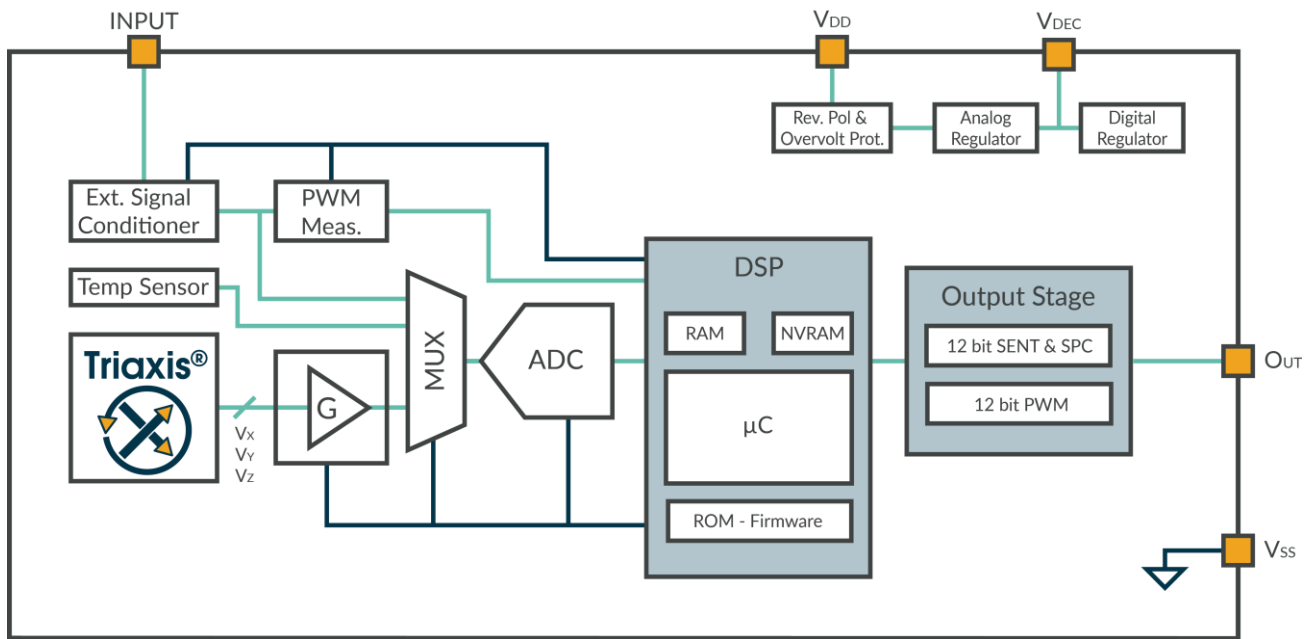 INPUT
VDD
VDEC
Rev. Pol &
Overvolt Prot.
Analog
Regulator
Digital
Regulator
Ext. Signal
Conditioner
PWM
Meas.
Temp Sensor
Triaxis®
VX
VY
VZ
G
MUX
ADC
DSP
RAM
NVRAM
μC
ROM - Firmware
Output Stage
12 bit SENT & SPC
12 bit PWM
OUT
VSS